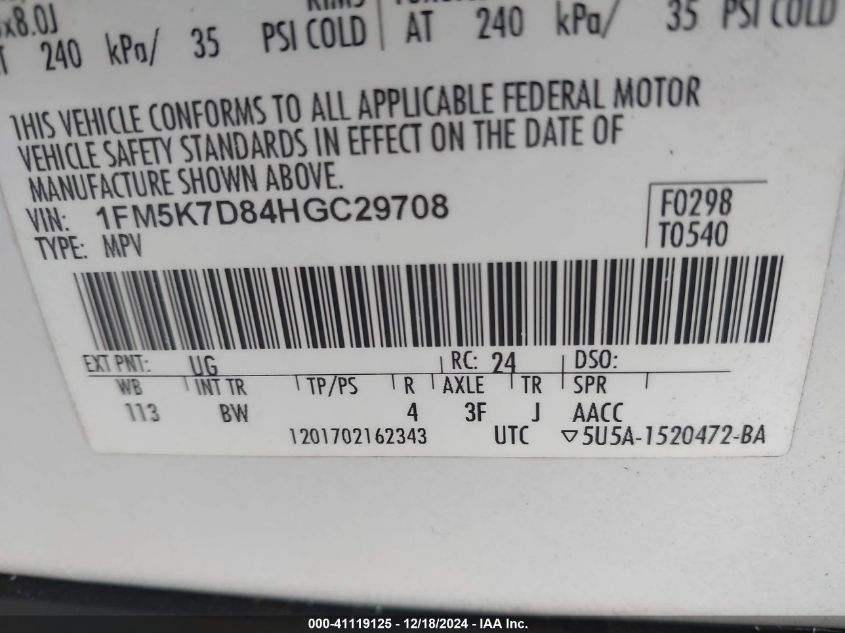 x8.0J RIMS
240 kPa/ 35 PSI COLD AT 240 kPa/ 35 PSI COLD
THIS VEHICLE CONFORMS TO ALL APPLICABLE FEDERAL MOTOR
VEHICLE SAFETY STANDARDS IN EFFECT ON THE DATE OF
MANUFACTURE SHOWN ABOVE.
VIN: 1FM5K7D84HGC29708 F0298
TYPE: MPV T0540
EXT PNT: UG RC: 24 DSO:
WB INT TR TP/PS R AXLE TR SPR
113 BW 4 3F J AACC
1201702162343 UTC ▽5U5A-1520472-BA
000-41119125 - 12/18/2024 - IAA Inc.